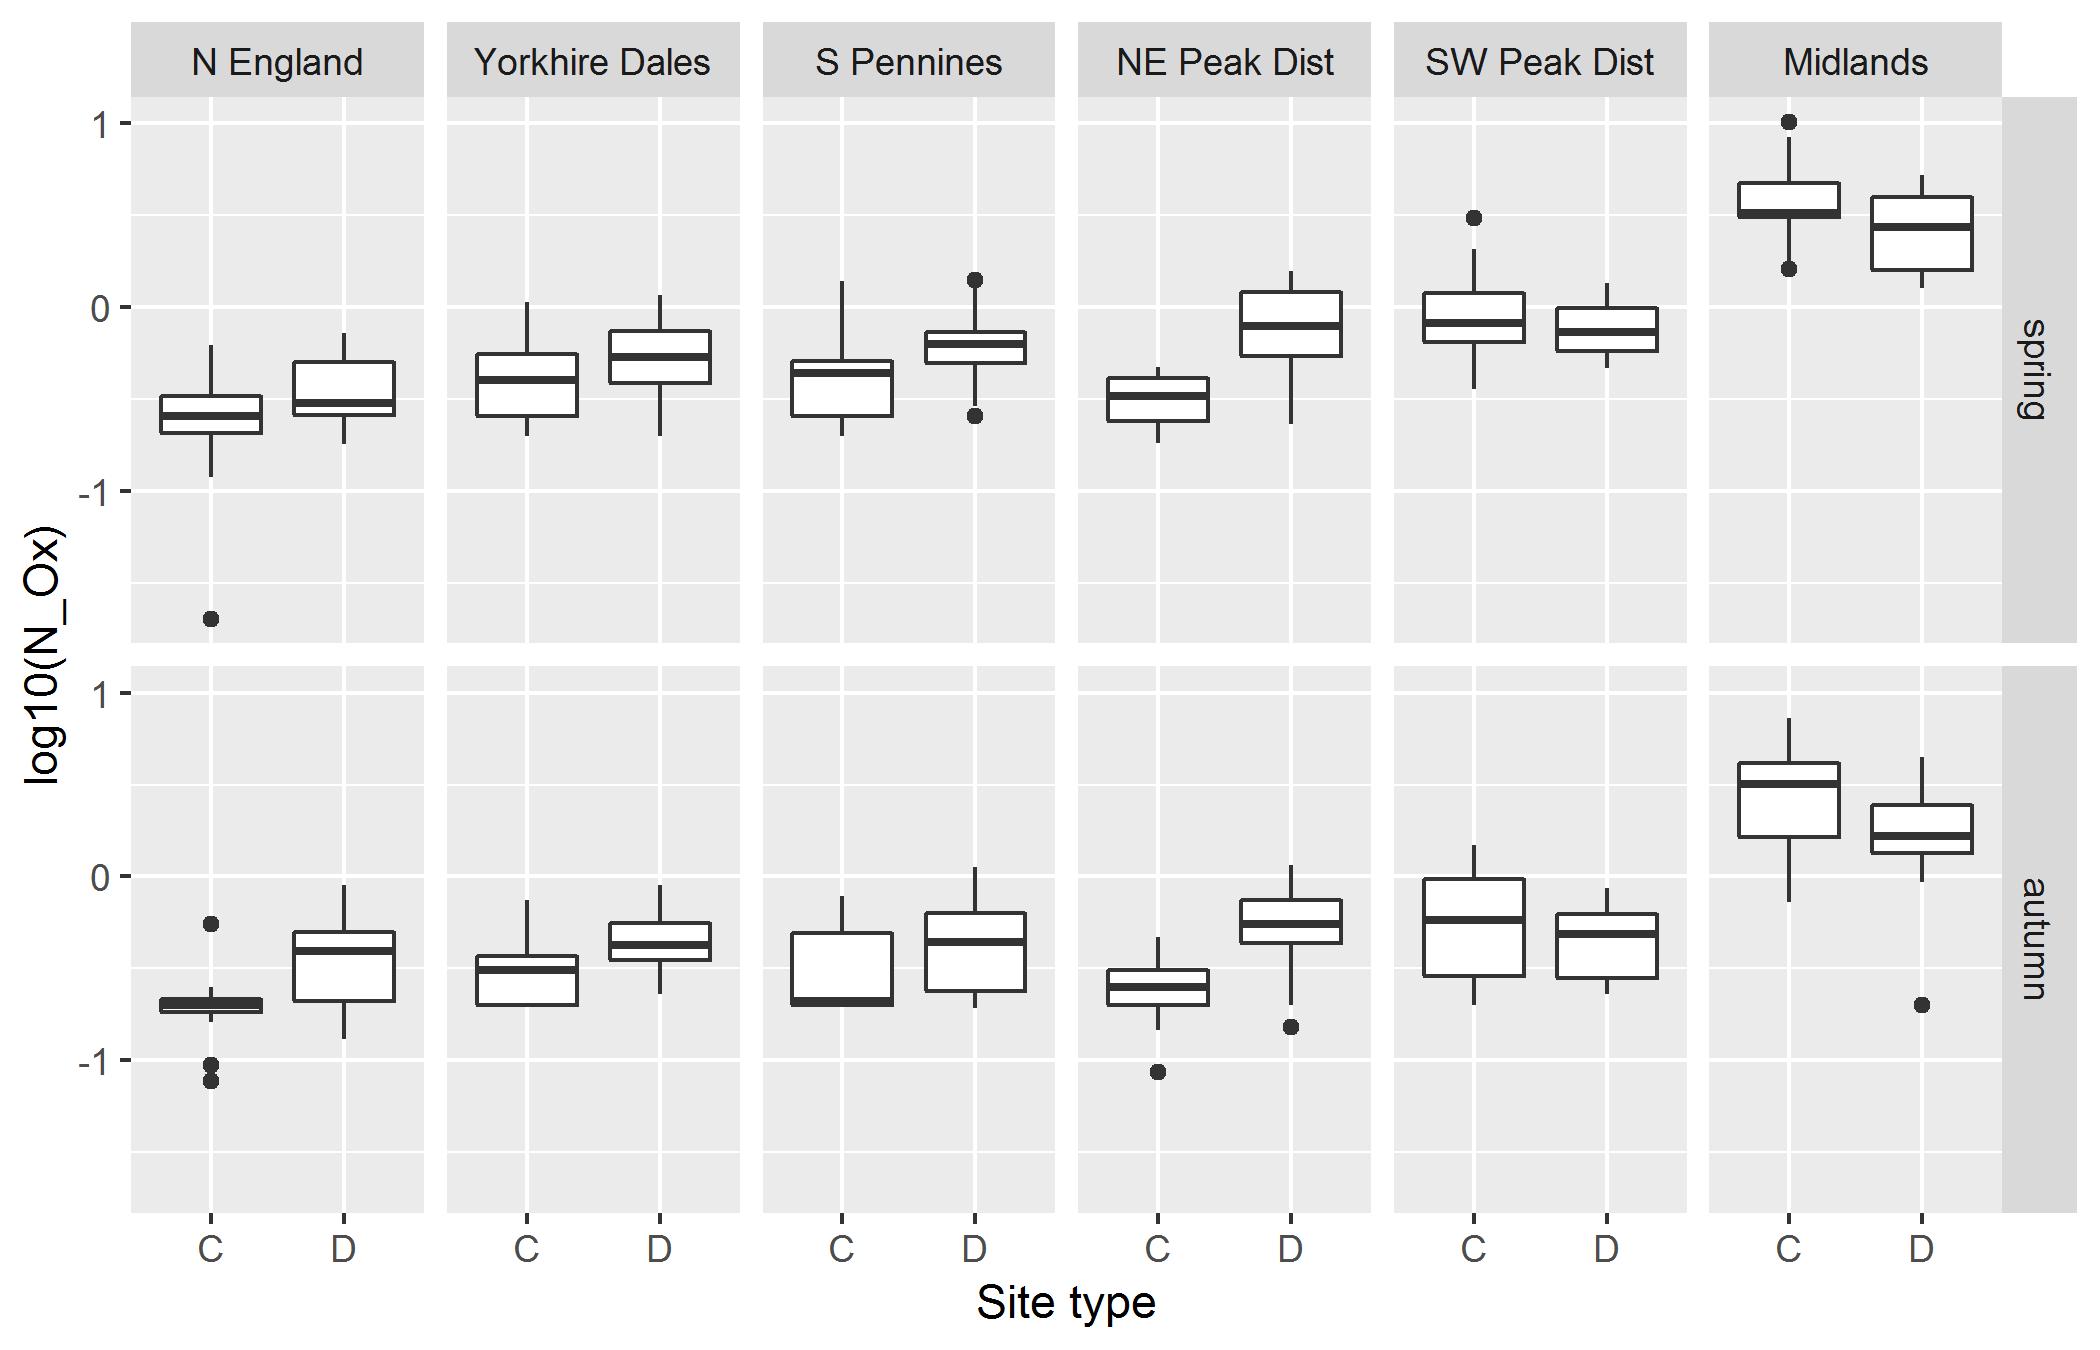 N England Yorkhire Dales S Pennines NE Peak Dist SW Peak Dist Midlands
1
0
-1
spring
log10(N_Ox)
1
0
-1
autumn
C D C D C D C D C D C D
Site type